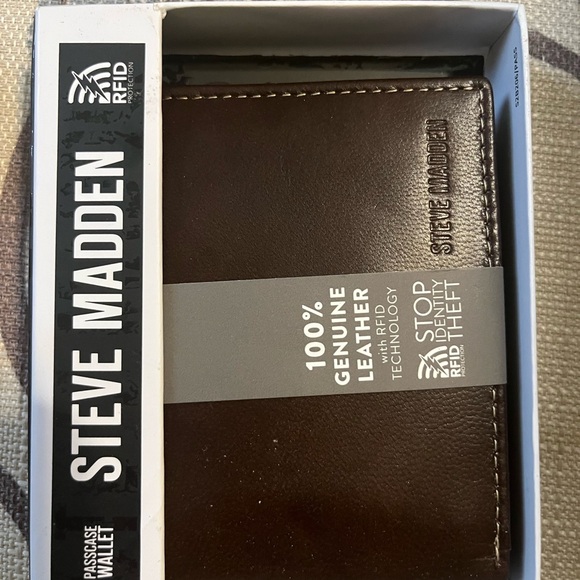 STEVE MADDEN
RFID
PROTECTION
PASSCASE
WALLET
STEVE MADDEN
100%
GENUINE
LEATHER
with RFID
TECHNOLOGY
RFID
PROTECTION
STOP
IDENTITY
THEFT